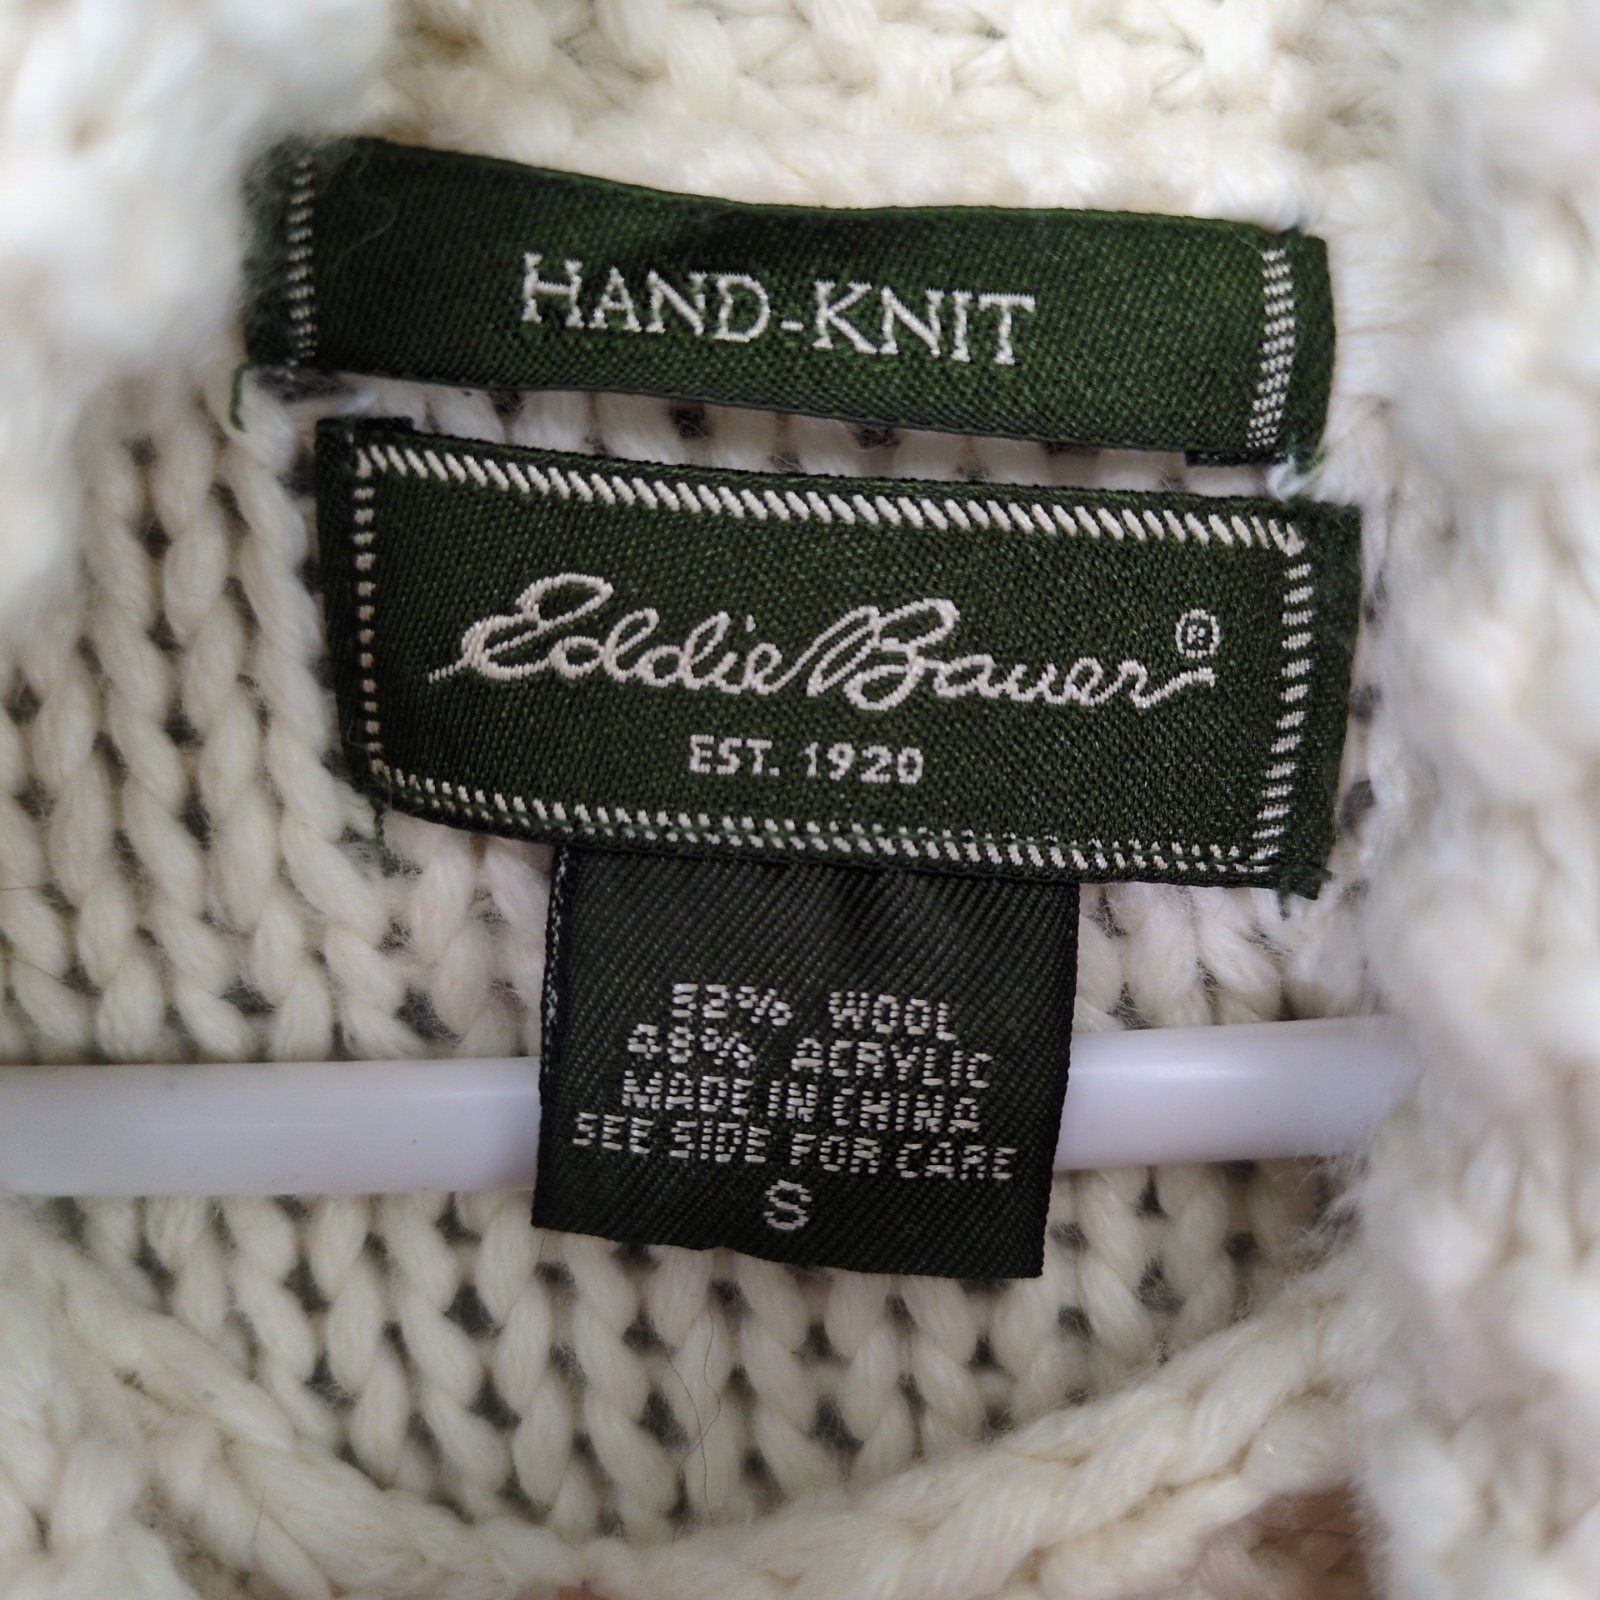 HAND-KNIT
Eddie Bauer®
EST. 1920
52% WOOL
48% ACRYLIC
MADE IN CHINA
SEE SIDE FOR CARE
S